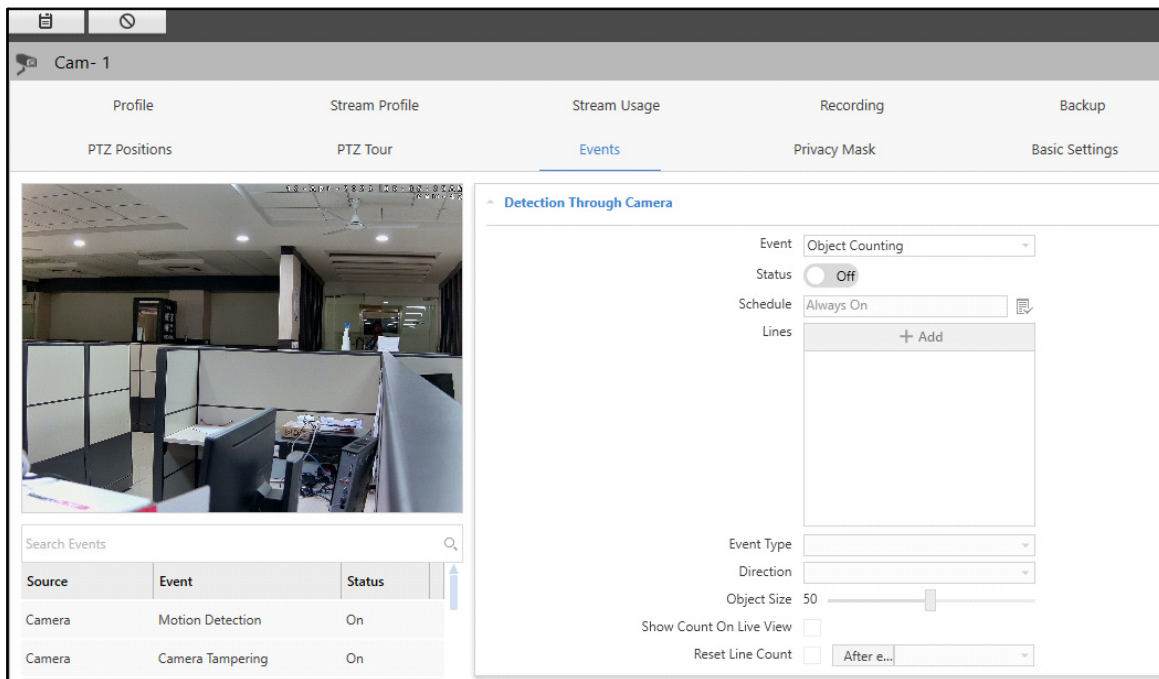 Cam- 1
Profile Stream Profile Stream Usage Recording Backup
PTZ Positions PTZ Tour Events Privacy Mask Basic Settings
Detection Through Camera
Event Object Counting
Status Off
Schedule Always On
Lines + Add
Event Type
Direction
Object Size 50
Show Count On Live View
Reset Line Count After e...
Search Events
Source Event Status
Camera Motion Detection On
Camera Camera Tampering On